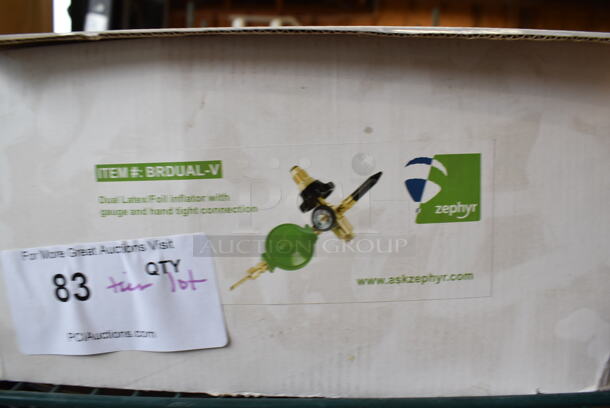 ITEM #: BRDUAL-V
Dual Latex/Foil inflator with
gauge and hand tight connection
zephyr
www.askzephyr.com
AUCTION GROUP
For More Great Auctions Visit
83
QTY
tier lot
PCIAuctions.com